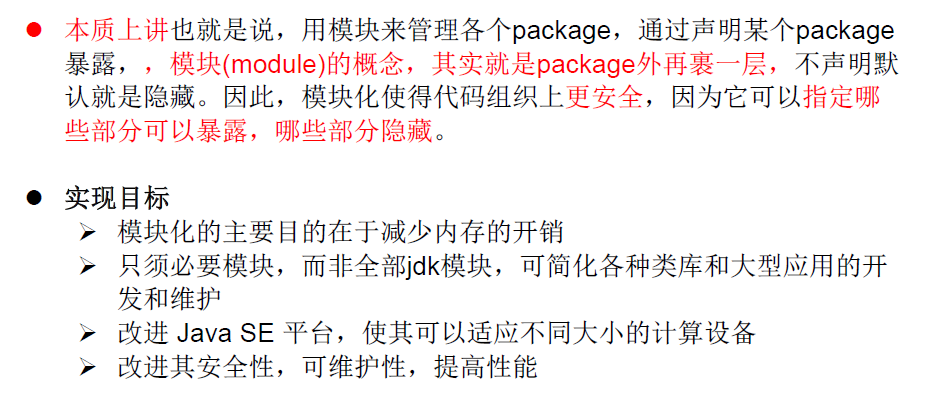 ● 本质上讲也就是说，用模块来管理各个package，通过声明某个package
暴露，，模块(module)的概念，其实就是package外再裹一层，不声明默
认就是隐藏。因此，模块化使得代码组织上更安全，因为它可以指定哪
些部分可以暴露，哪些部分隐藏。
● 实现目标
➢ 模块化的主要目的在于减少内存的开销
➢ 只须必要模块，而非全部jdk模块，可简化各种类库和大型应用的开
发和维护
➢ 改进 Java SE 平台，使其可以适应不同大小的计算设备
➢ 改进其安全性，可维护性，提高性能